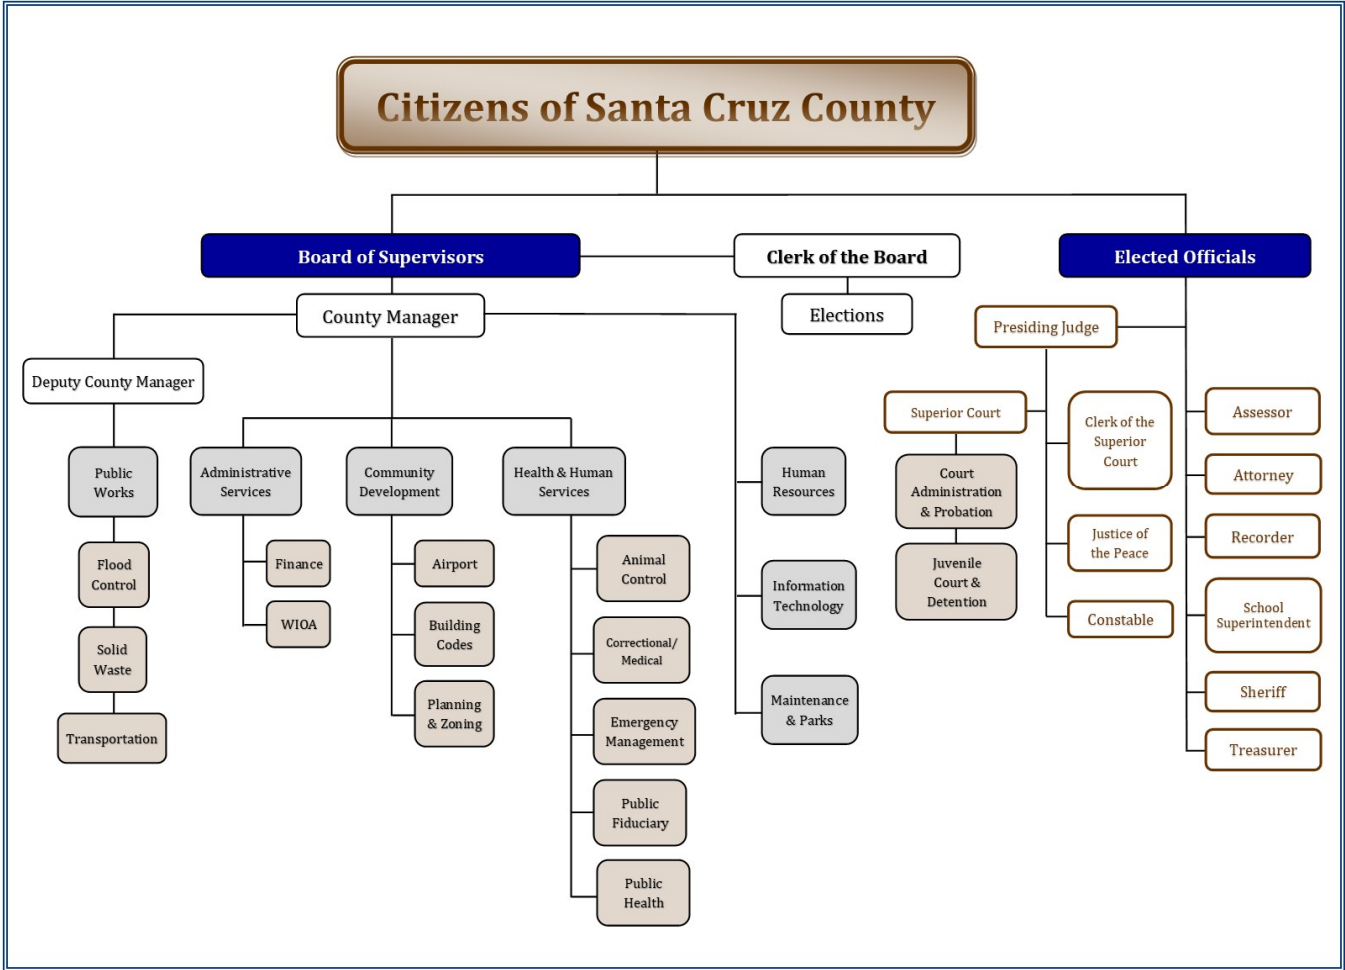 Citizens of Santa Cruz County
Board of Supervisors
Clerk of the Board
Elected Officials
County Manager
Elections
Presiding Judge
Deputy County Manager
Superior Court
Clerk of the
Superior
Court
Assessor
Public
Works
Administrative
Services
Community
Development
Health & Human
Services
Human
Resources
Court
Administration
& Probation
Attorney
Flood
Control
Finance
Airport
Animal
Control
Information
Technology
Juvenile
Court &
Detention
Justice of
the Peace
Recorder
Solid
Waste
WIOA
Building
Codes
Correctional/
Medical
Constable
School
Superintendent
Transportation
Planning
& Zoning
Emergency
Management
Maintenance
& Parks
Sheriff
Treasurer
Public
Fiduciary
Public
Health